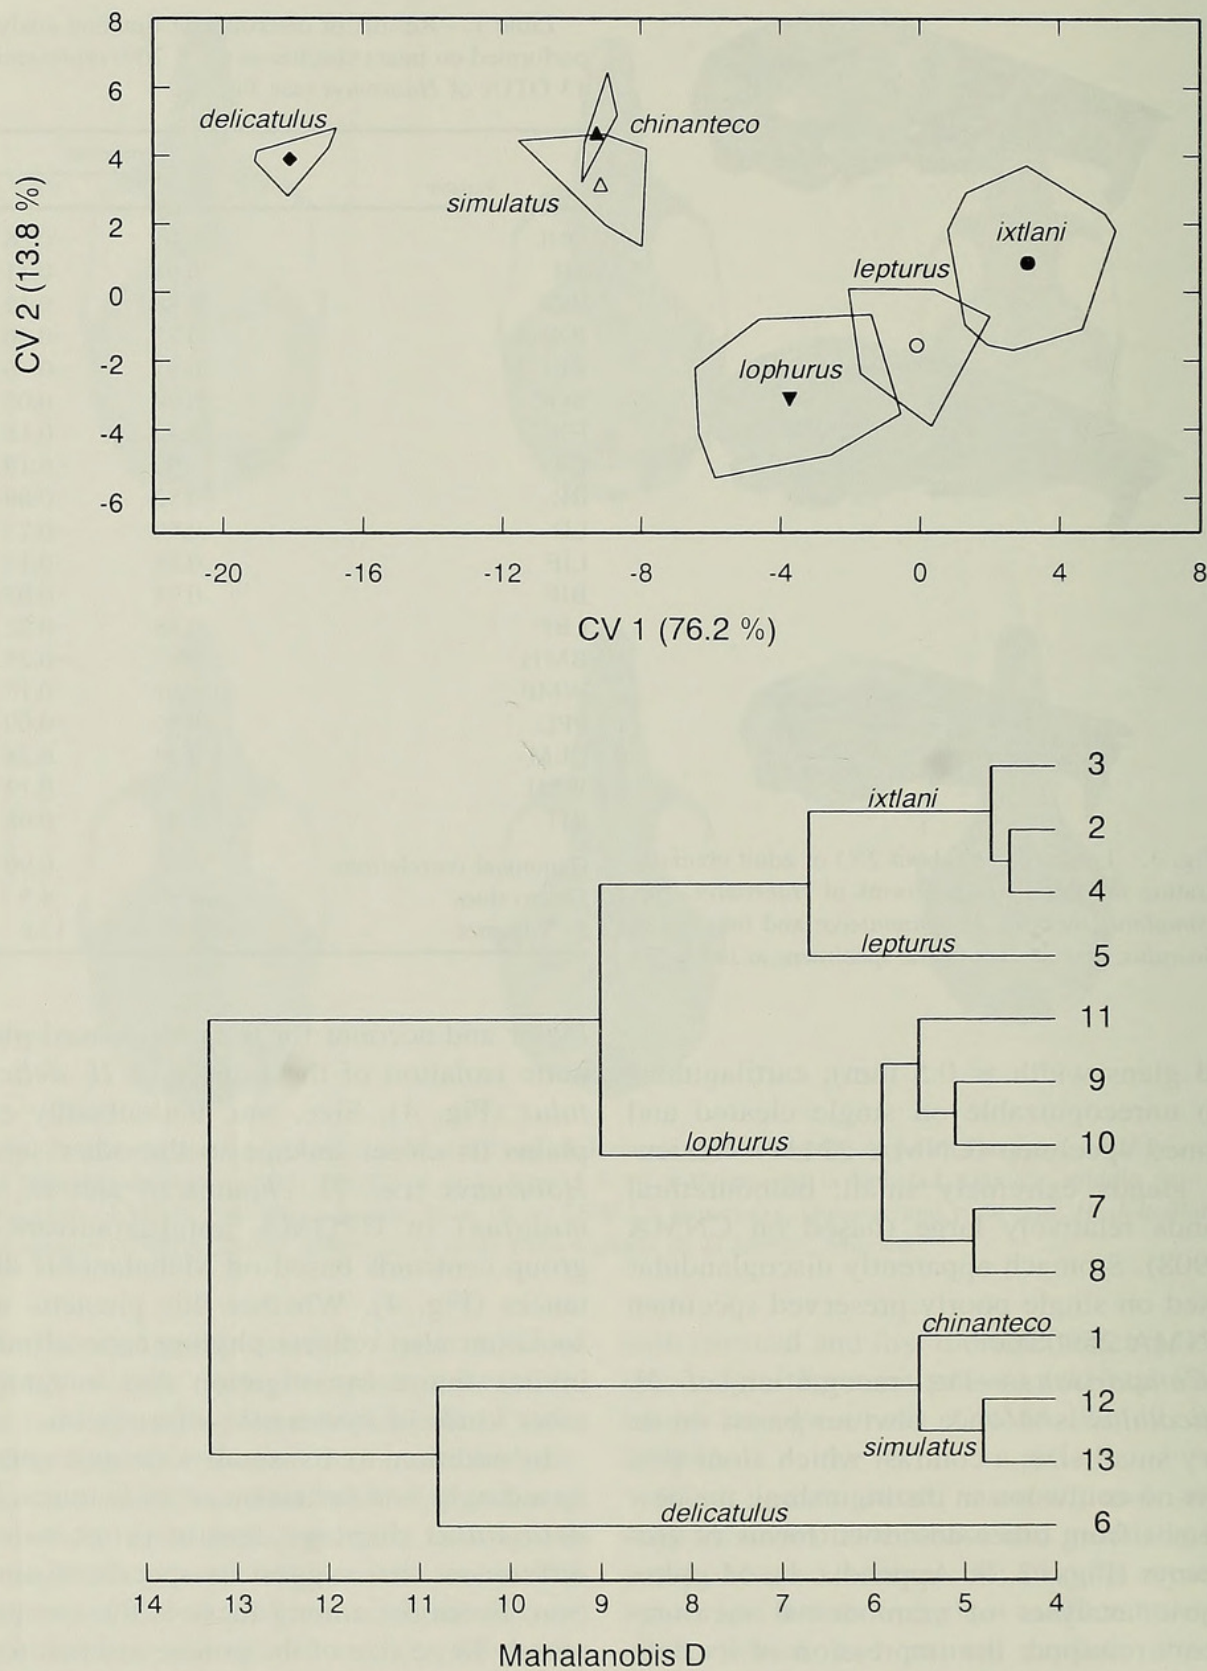 8
6
4
2
0
-2
-4
-6
CV 2 (13.8 %)
delicatulus
chinanteco
simulatus
ixtlani
lepturus
lophurus
-20 -16 -12 -8 -4 0 4 8
CV 1 (76.2 %)
3
ixtlani
2
4
lepturus
5
11
9
lophurus
10
7
8
chinanteco
1
12
simulatus
13
delicatulus
6
14 13 12 11 10 9 8 7 6 5 4
Mahalanobis D